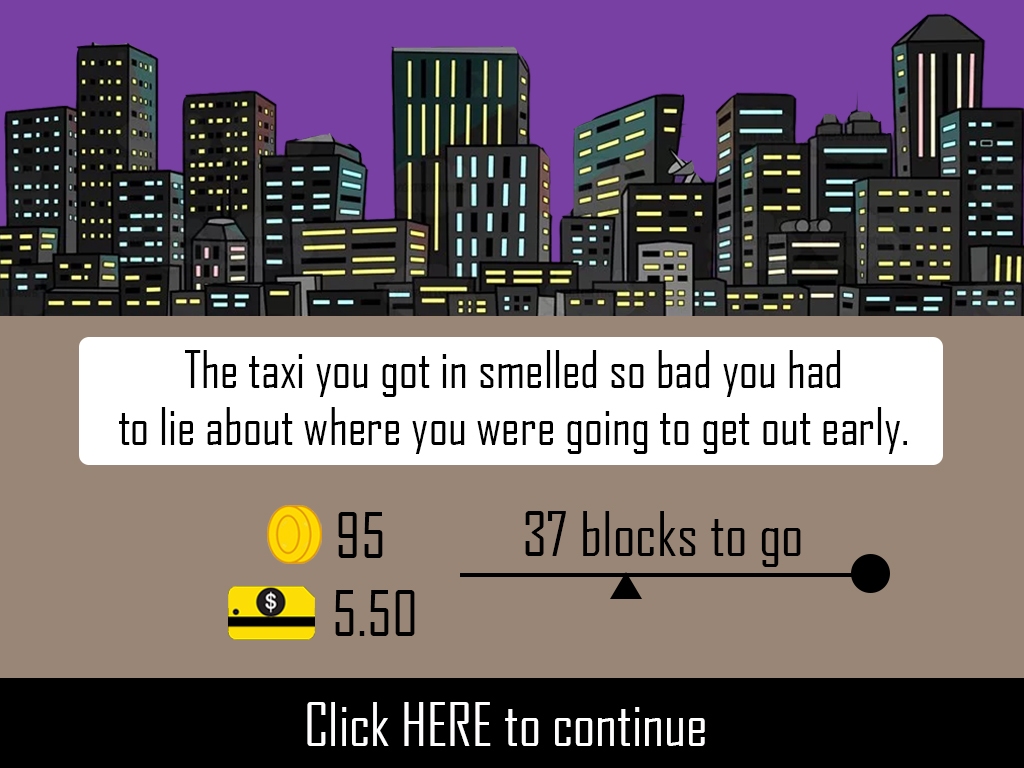 The taxi you got in smelled so bad you had
to lie about where you were going to get out early.
95
37 blocks to go
$
5.50
Click HERE to continue